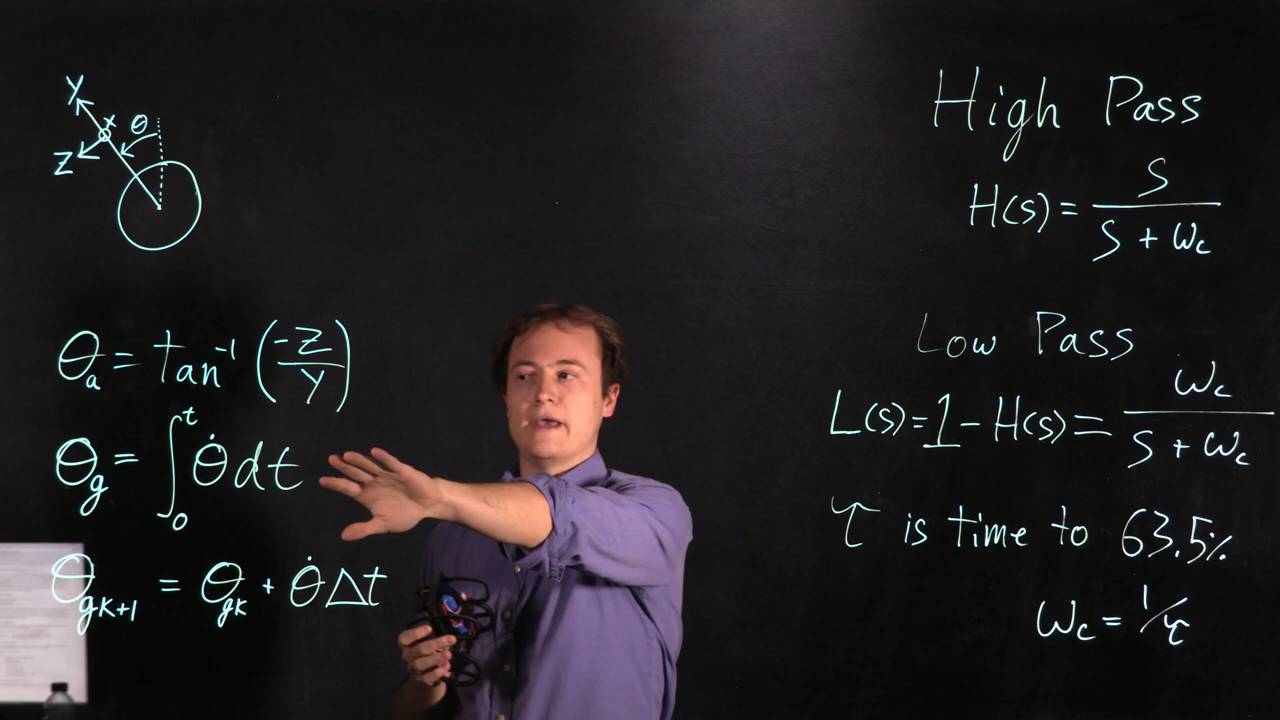 Y
x θ
Z
θa = tan⁻¹ (-Z/Y)
θg = ∫₀ᵗ θ̇ dt
θgk+1 = θgk + θ̇ Δt
High Pass
H(s) = S/(S + ωc)
Low Pass
L(s) = 1 - H(s) = ωc/(S + ωc)
τ is time to 63.5%
ωc = 1/τ